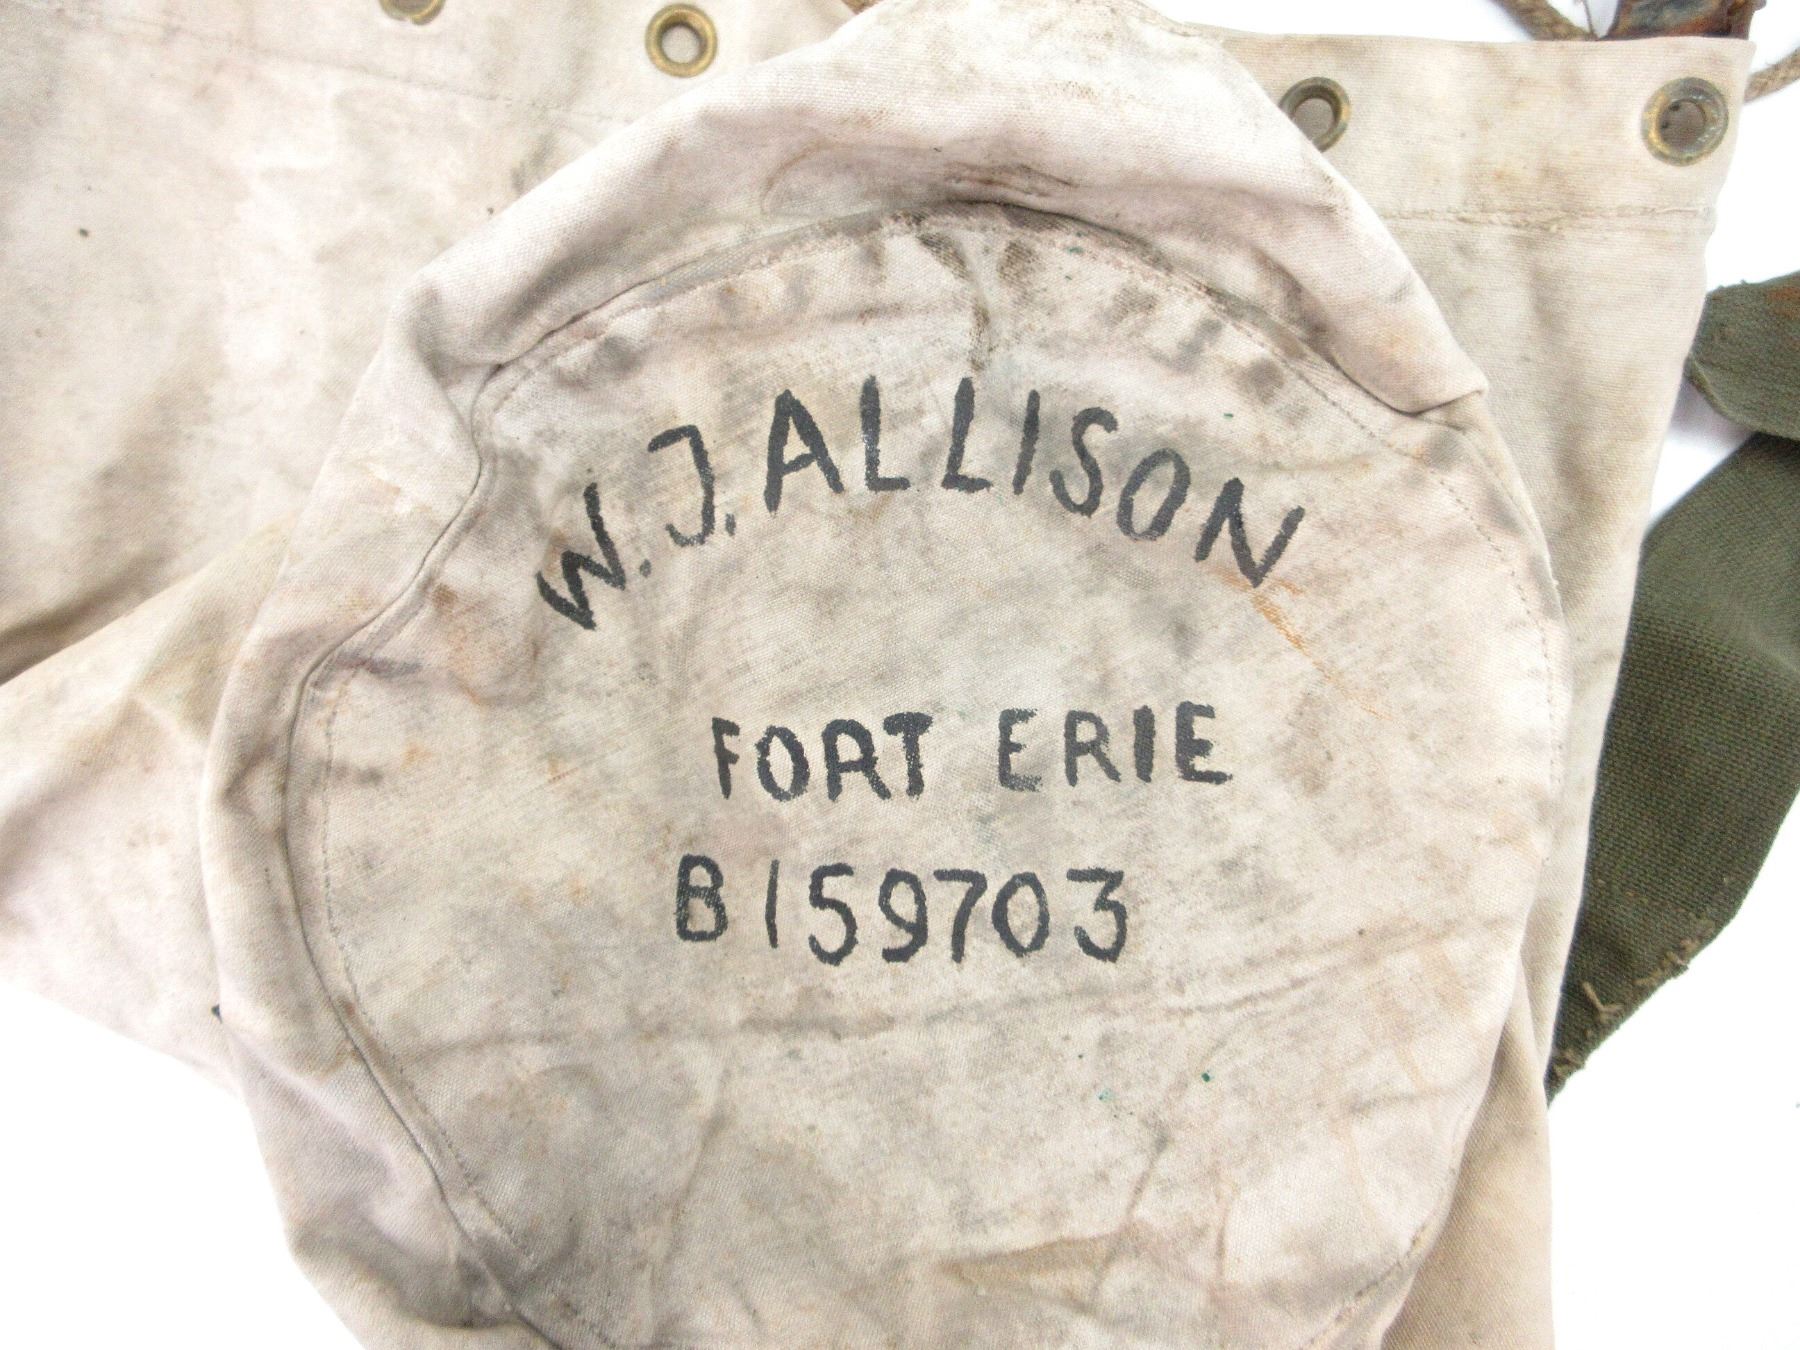 W. J. ALLISON
FORT ERIE
B159703